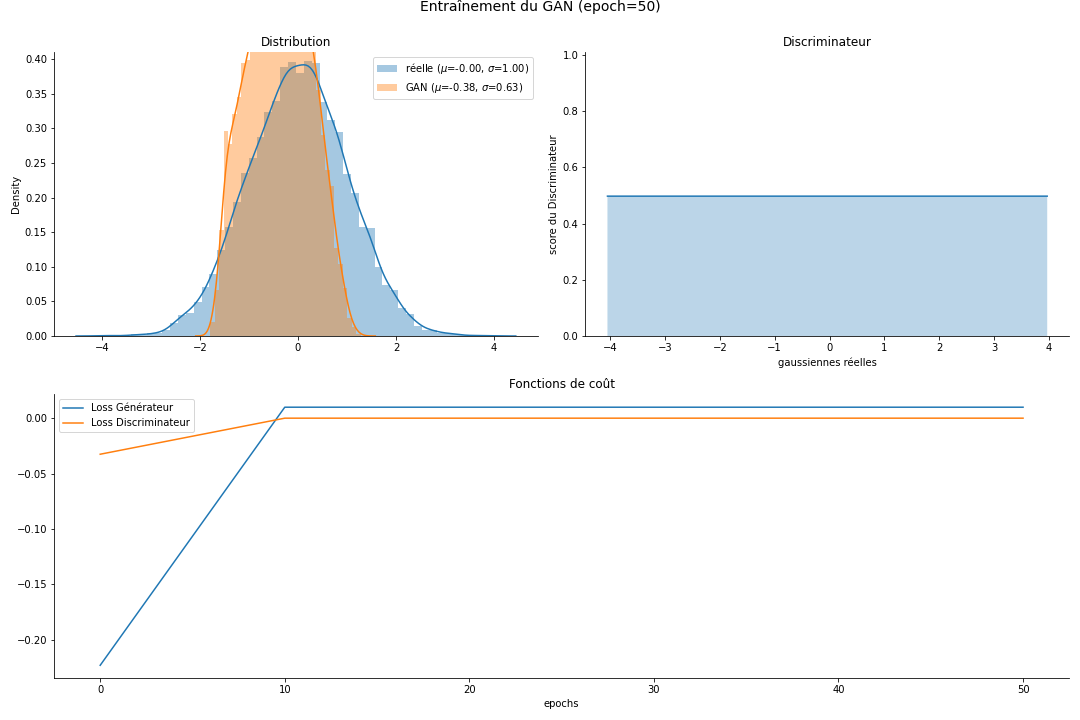 Entraînement du GAN (epoch=50)
Distribution
réelle (μ=-0.00, σ=1.00)
GAN (μ=-0.38, σ=0.63)
Density
0.40
0.35
0.30
0.25
0.20
0.15
0.10
0.05
0.00
−4 −2 0 2 4
Discriminateur
score du Discriminateur
1.0
0.8
0.6
0.4
0.2
0.0
−4 −3 −2 −1 0 1 2 3 4
gaussiennes réelles
Fonctions de coût
Loss Générateur
Loss Discriminateur
0.00
−0.05
−0.10
−0.15
−0.20
0 10 20 30 40 50
epochs